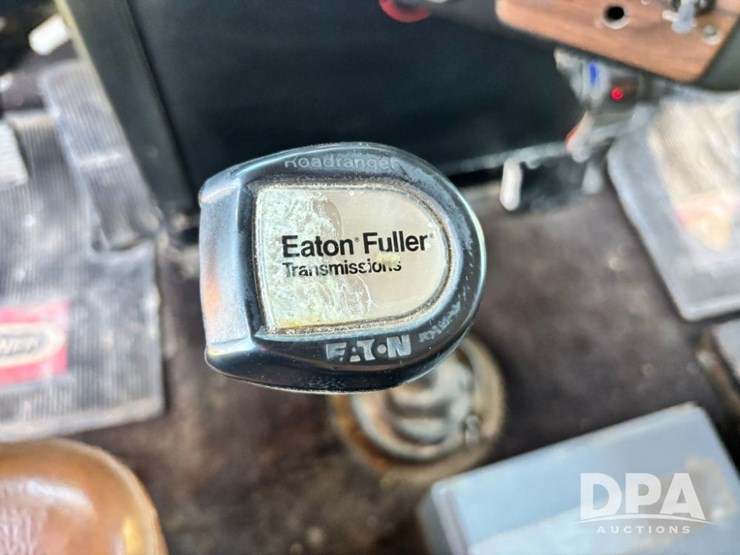 Roadranger
Eaton® Fuller®
Transmissions
EATON
DPA
AUCTIONS